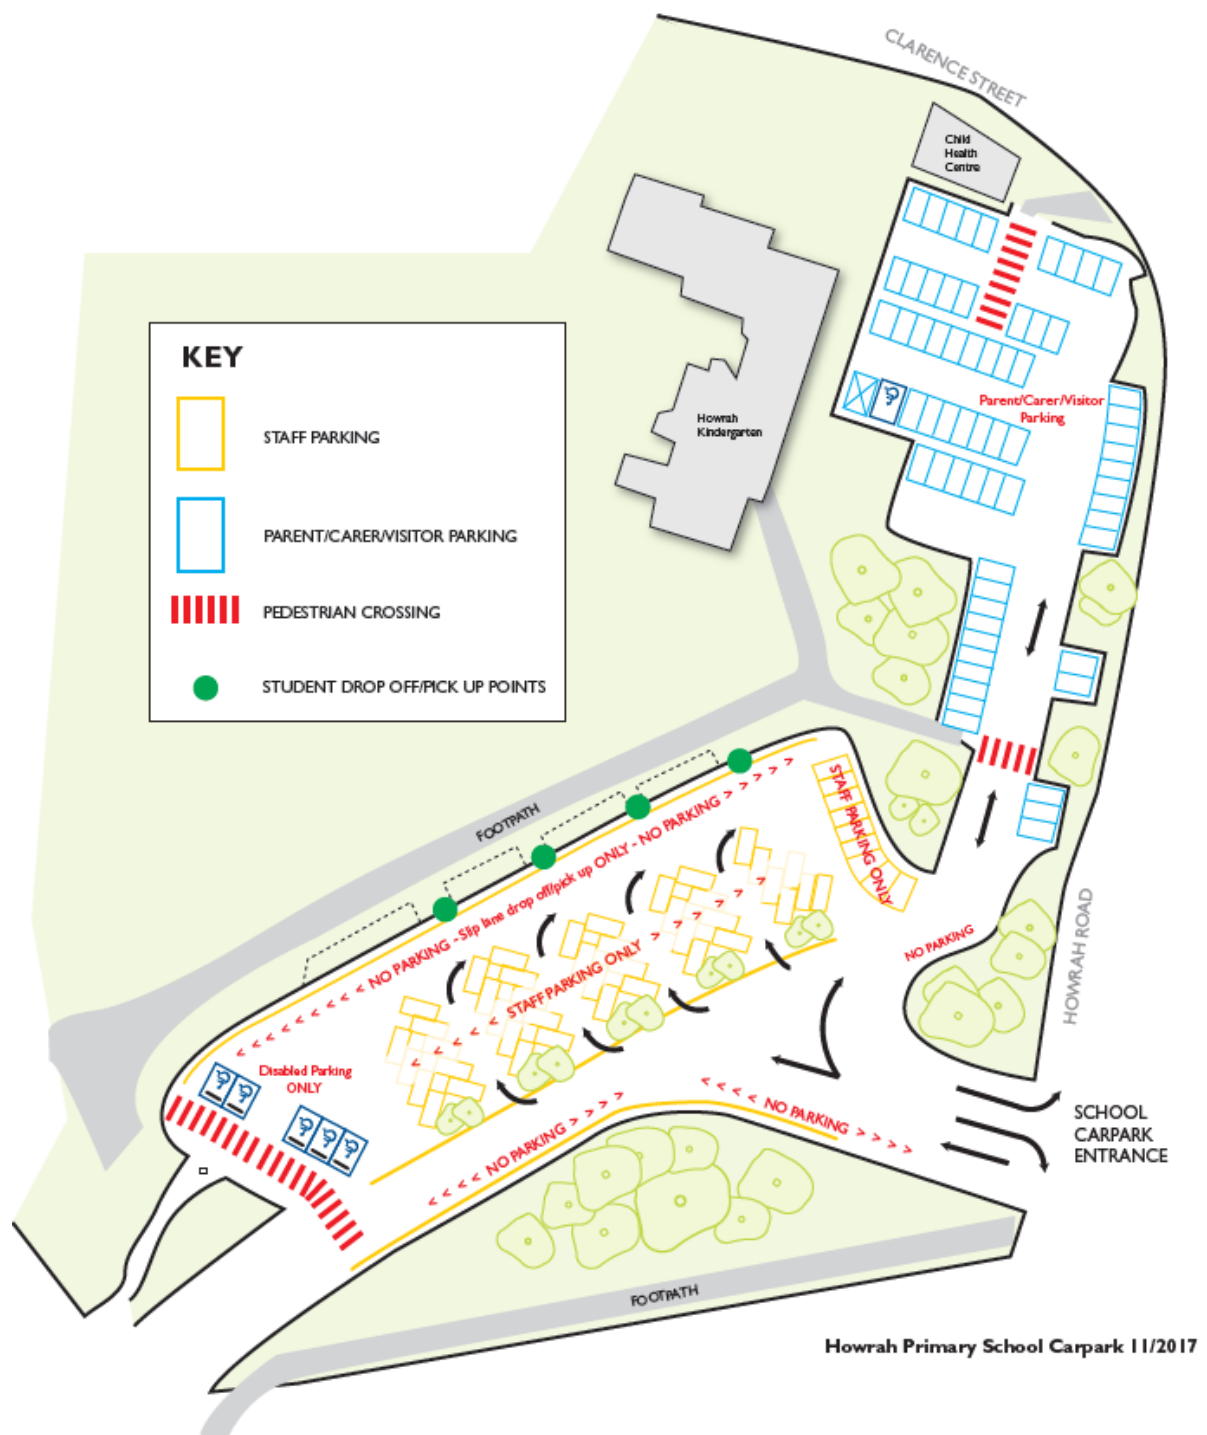 CLARENCE STREET
Child
Health
Centre
Parent/Carer/Visitor
Parking
Howrah
Kindergarten
KEY
STAFF PARKING
PARENT/CARER/VISITOR PARKING
PEDESTRIAN CROSSING
STUDENT DROP OFF/PICK UP POINTS
FOOTPATH
STAFF PARKING ONLY
< < < < < < < NO PARKING - Slip lane drop off/pick up ONLY - NO PARKING > > > > >
< < < < < STAFF PARKING ONLY > > > > > >
NO PARKING
HOWRAH ROAD
Disabled Parking
ONLY
< < < < NO PARKING > > > >
< < < < NO PARKING > > > >
SCHOOL
CARPARK
ENTRANCE
FOOTPATH
Howrah Primary School Carpark 11/2017